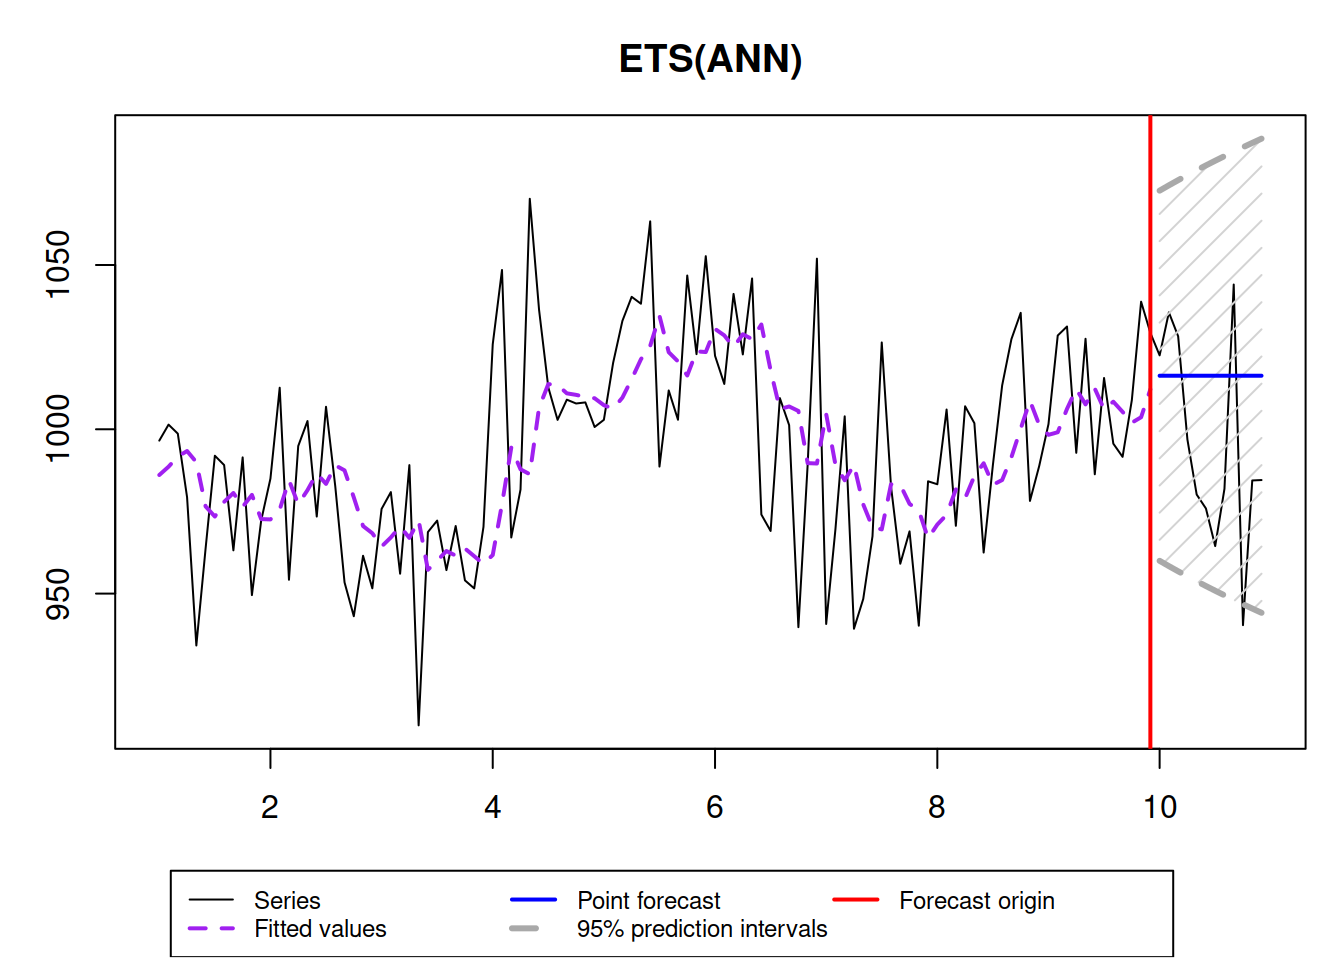 ETS(ANN)
1050
1000
950
2 4 6 8 10
Series Point forecast Forecast origin
Fitted values 95% prediction intervals